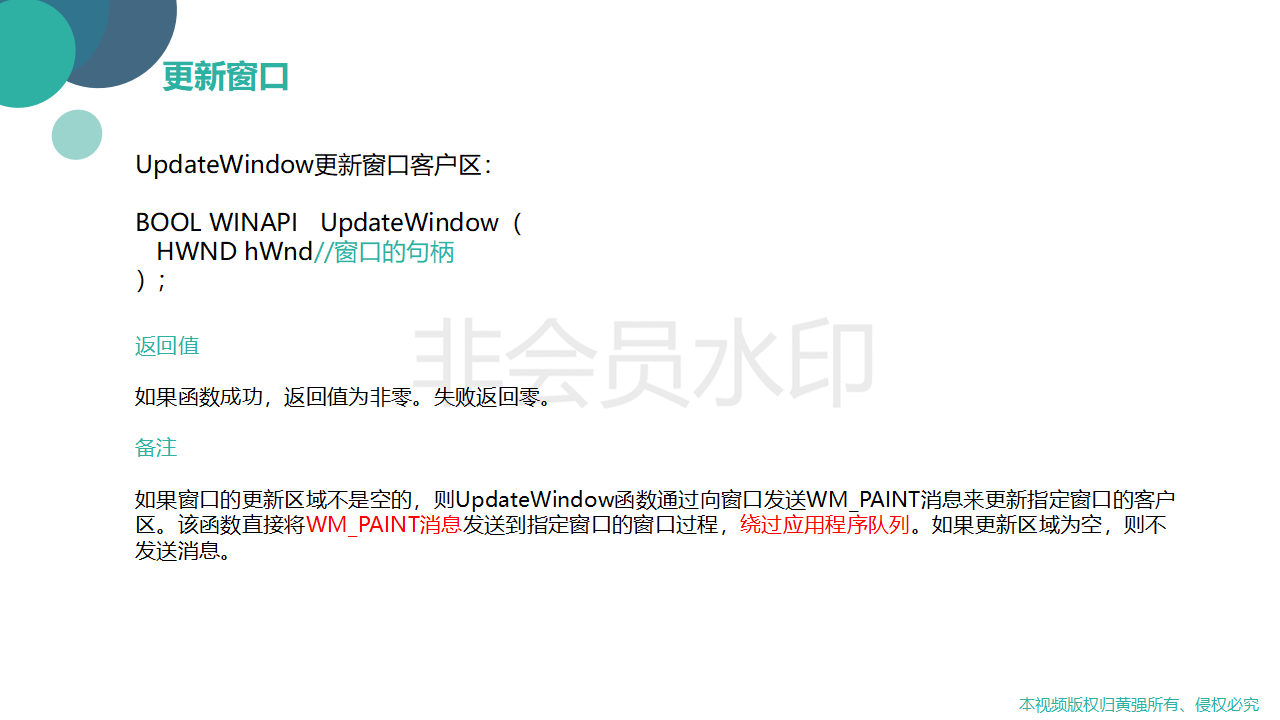 更新窗口
UpdateWindow更新窗口客户区：
BOOL WINAPI UpdateWindow（
HWND hWnd//窗口的句柄
）；
非会员水印
返回值
如果函数成功，返回值为非零。失败返回零。
备注
如果窗口的更新区域不是空的，则UpdateWindow函数通过向窗口发送WM_PAINT消息来更新指定窗口的客户
区。该函数直接将WM_PAINT消息发送到指定窗口的窗口过程，绕过应用程序队列。如果更新区域为空，则不
发送消息。
本视频版权归黄强所有、侵权必究